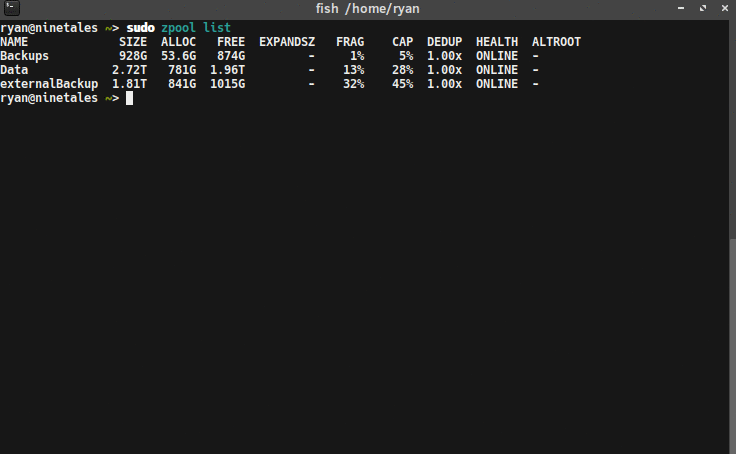 fish /home/ryan
ryan@ninetales ~> sudo zpool list
NAME             SIZE  ALLOC   FREE  EXPANDSZ   FRAG    CAP  DEDUP  HEALTH  ALTROOT
Backups          928G  53.6G   874G         -     1%     5%  1.00x  ONLINE  -
Data            2.72T   781G  1.96T         -    13%    28%  1.00x  ONLINE  -
externalBackup  1.81T   841G  1015G         -    32%    45%  1.00x  ONLINE  -
ryan@ninetales ~>